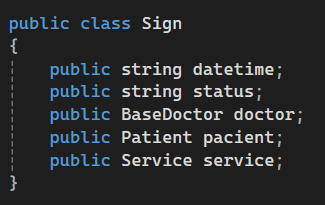 public class Sign
{
public string datetime;
public string status;
public BaseDoctor doctor;
public Patient pacient;
public Service service;
}